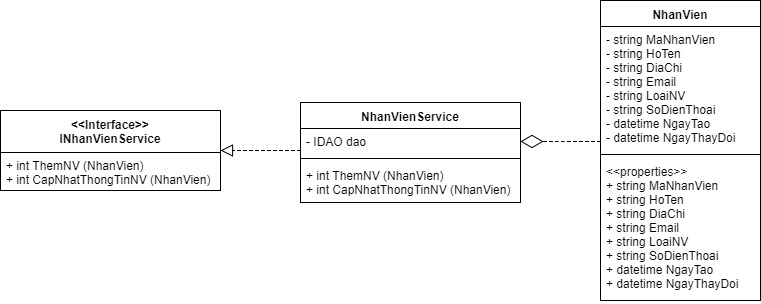 <<Interface>>
INhanVienService
+ int ThemNV (NhanVien)
+ int CapNhatThongTinNV (NhanVien)
NhanVienService
- IDAO dao
+ int ThemNV (NhanVien)
+ int CapNhatThongTinNV (NhanVien)
NhanVien
- string MaNhanVien
- string HoTen
- string DiaChi
- string Email
- string LoaiNV
- string SoDienThoai
- datetime NgayTao
- datetime NgayThayDoi
<<properties>>
+ string MaNhanVien
+ string HoTen
+ string DiaChi
+ string Email
+ string LoaiNV
+ string SoDienThoai
+ datetime NgayTao
+ datetime NgayThayDoi